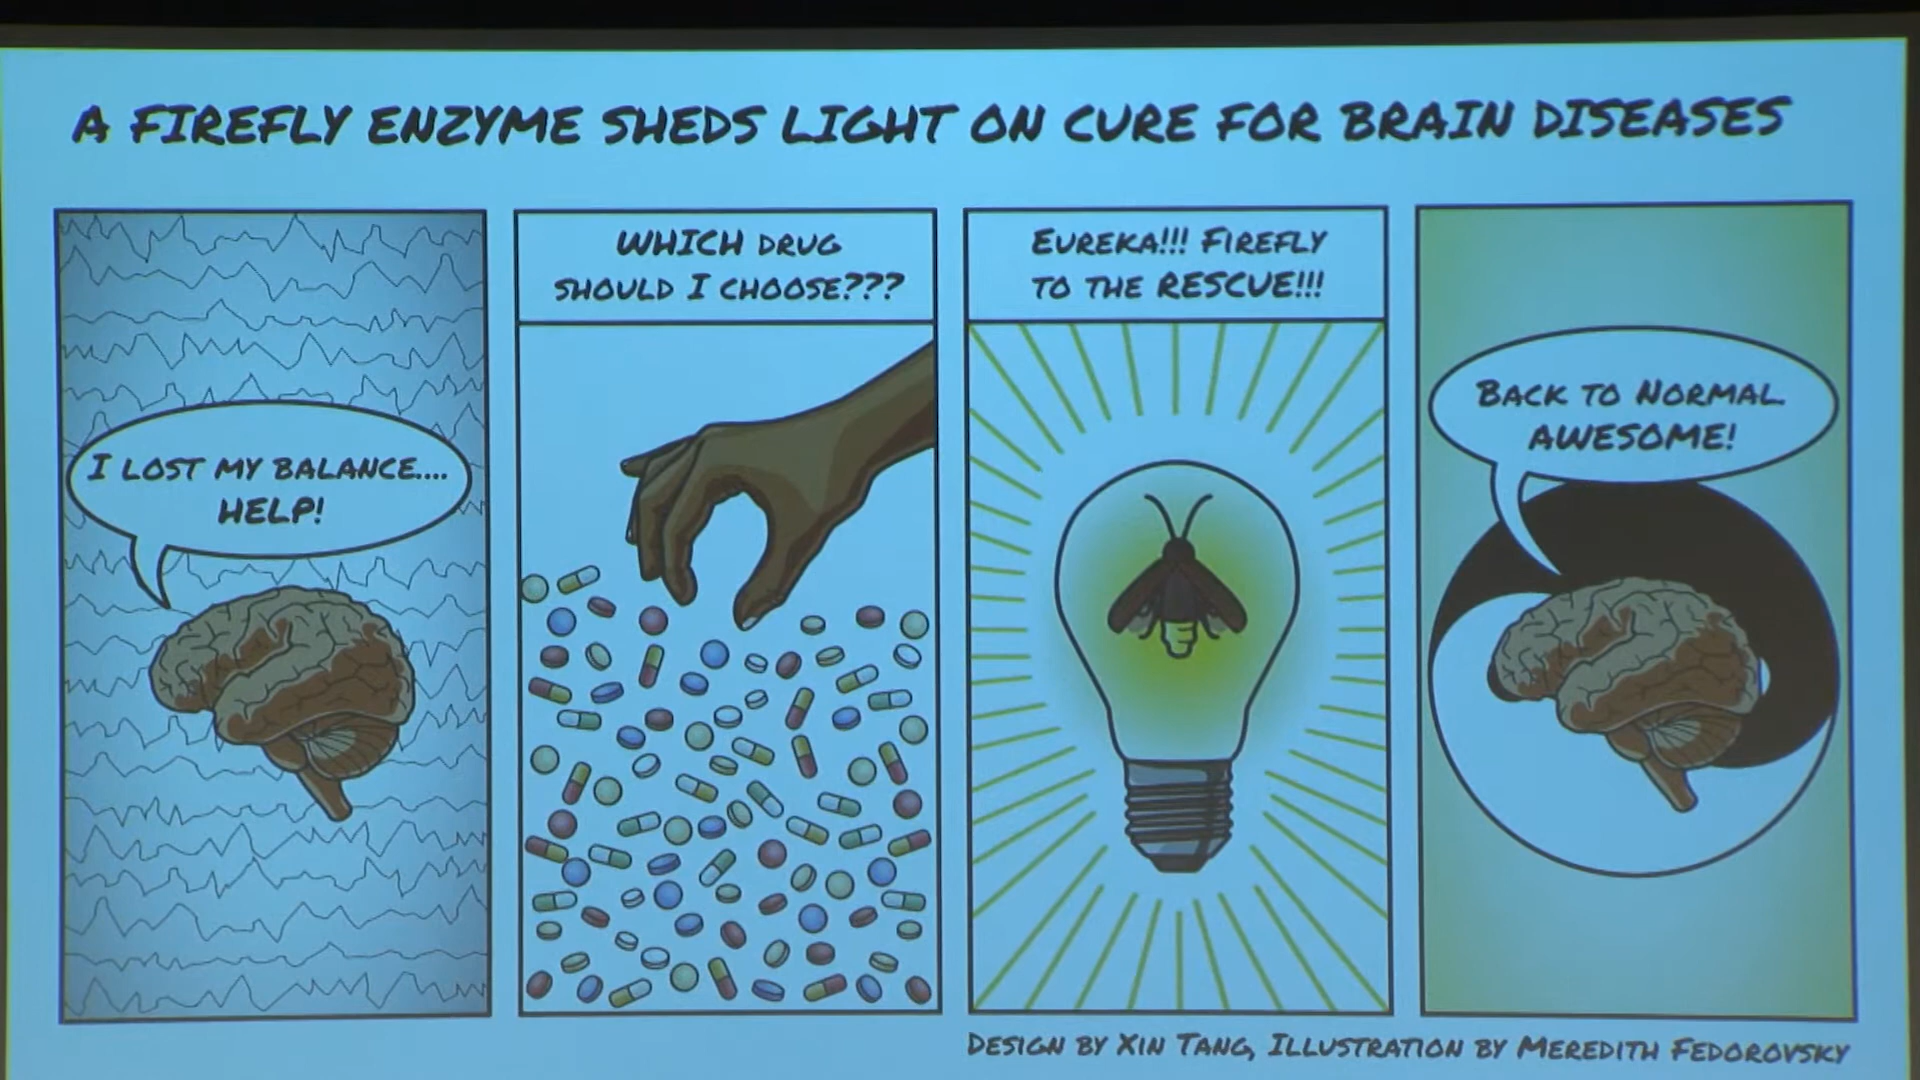 A FIREFLY ENZYME SHEDS LIGHT ON CURE FOR BRAIN DISEASES
I LOST MY BALANCE....
HELP!
WHICH DRUG
SHOULD I CHOOSE???
EUREKA!!! FIREFLY
TO THE RESCUE!!!
BACK TO NORMAL
AWESOME!
DESIGN BY XIN TANG, ILLUSTRATION BY MEREDITH FEDOROVSKY